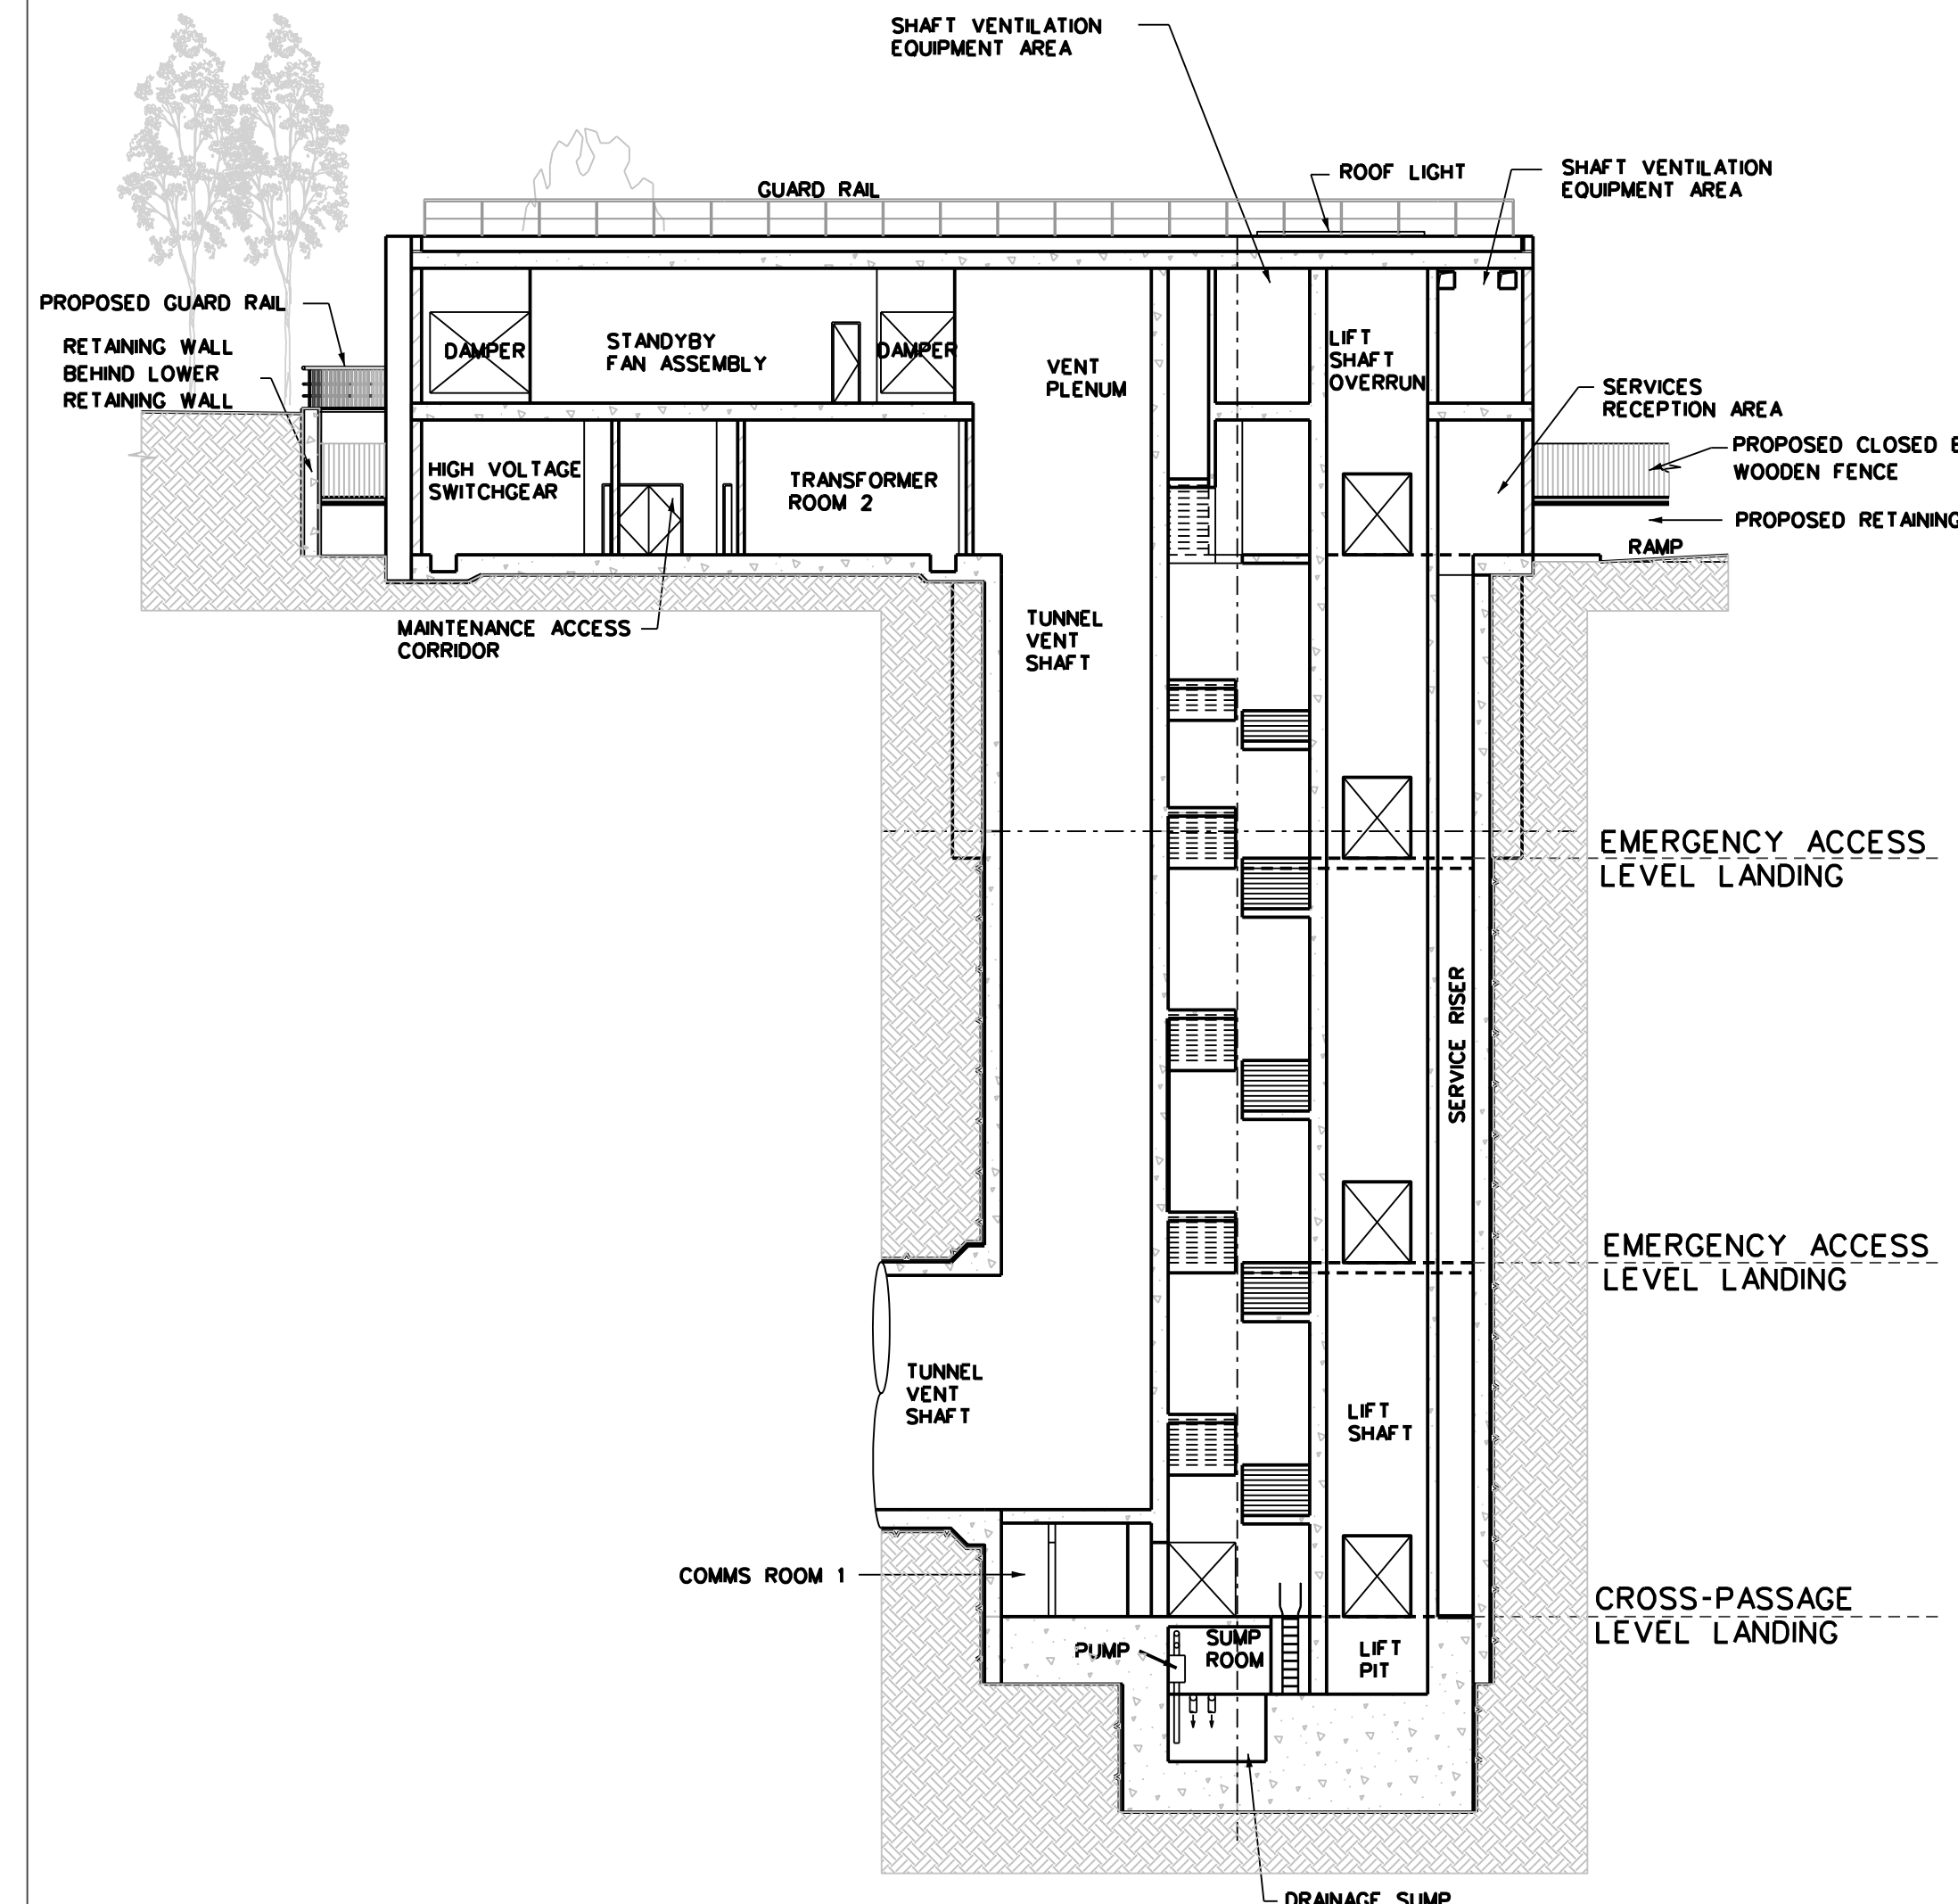 SHAFT VENTILATION
EQUIPMENT AREA
ROOF LIGHT
SHAFT VENTILATION
EQUIPMENT AREA
GUARD RAIL
PROPOSED GUARD RAIL
RETAINING WALL
BEHIND LOWER
RETAINING WALL
DAMPER
STANDYBY
FAN ASSEMBLY
DAMPER
VENT
PLENUM
LIFT
SHAFT
OVERRUN
SERVICES
RECEPTION AREA
PROPOSED CLOSED
WOODEN FENCE
HIGH VOLTAGE
SWITCHGEAR
TRANSFORMER
ROOM 2
PROPOSED RETAINING
RAMP
MAINTENANCE ACCESS
CORRIDOR
TUNNEL
VENT
SHAFT
EMERGENCY ACCESS
LEVEL LANDING
SERVICE RISER
EMERGENCY ACCESS
LEVEL LANDING
TUNNEL
VENT
SHAFT
LIFT
SHAFT
COMMS ROOM 1
CROSS-PASSAGE
LEVEL LANDING
PUMP
SUMP
ROOM
LIFT
PIT
DRAINAGE SUMP